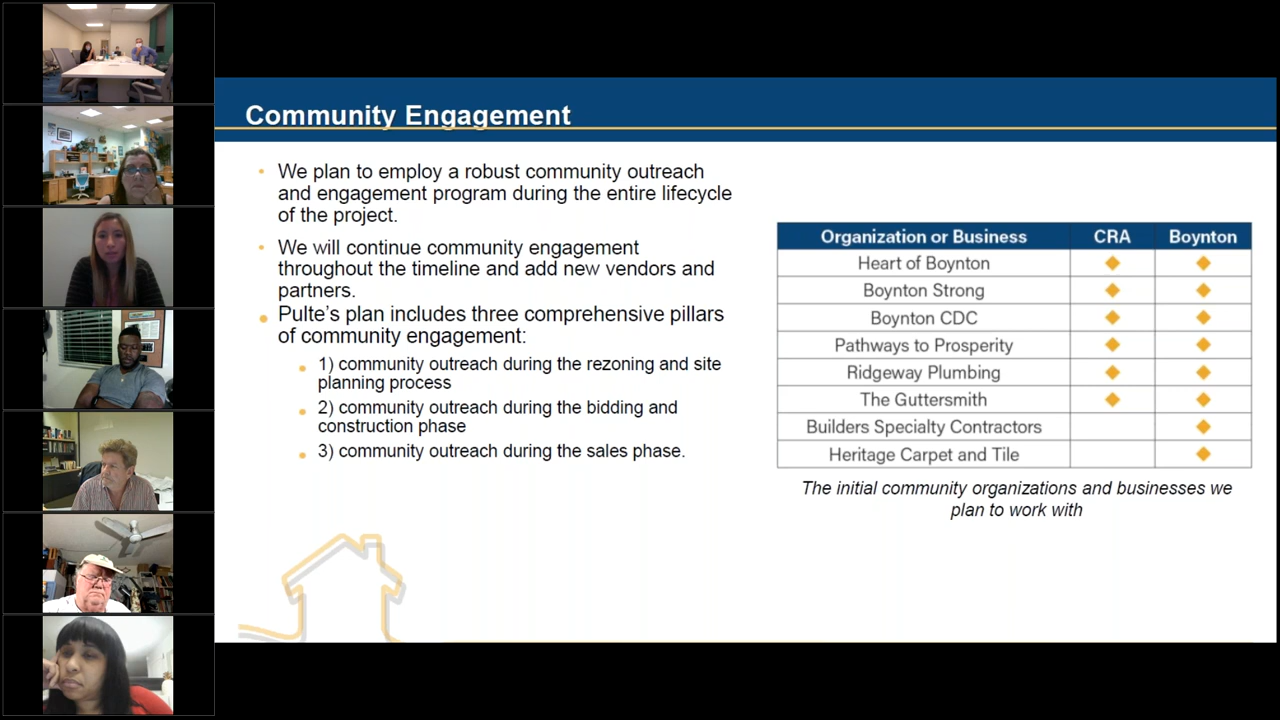 Community Engagement
• We plan to employ a robust community outreach
and engagement program during the entire lifecycle
of the project.
• We will continue community engagement
throughout the timeline and add new vendors and
partners.
• Pulte's plan includes three comprehensive pillars
of community engagement:
• 1) community outreach during the rezoning and site
planning process
• 2) community outreach during the bidding and
construction phase
• 3) community outreach during the sales phase.
Organization or Business CRA Boynton
Heart of Boynton ◆ ◆
Boynton Strong ◆ ◆
Boynton CDC ◆ ◆
Pathways to Prosperity ◆ ◆
Ridgeway Plumbing ◆ ◆
The Guttersmith ◆ ◆
Builders Specialty Contractors ◆
Heritage Carpet and Tile ◆
The initial community organizations and businesses we
plan to work with